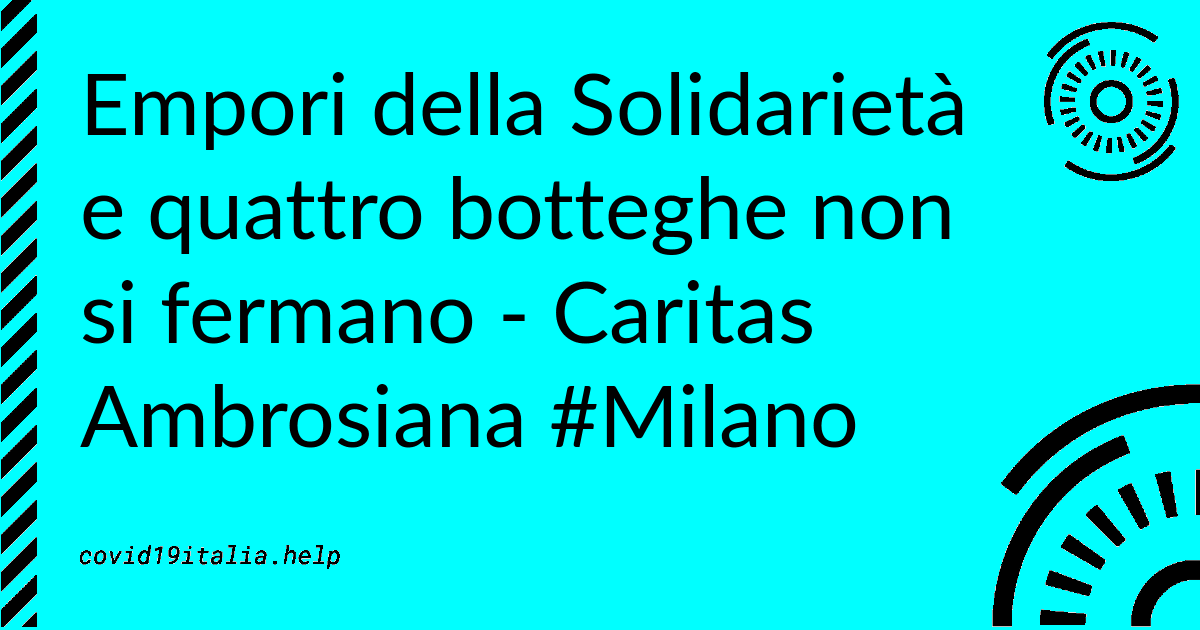 Empori della Solidarietà
e quattro botteghe non
si fermano - Caritas
Ambrosiana #Milano
covid19italia.help